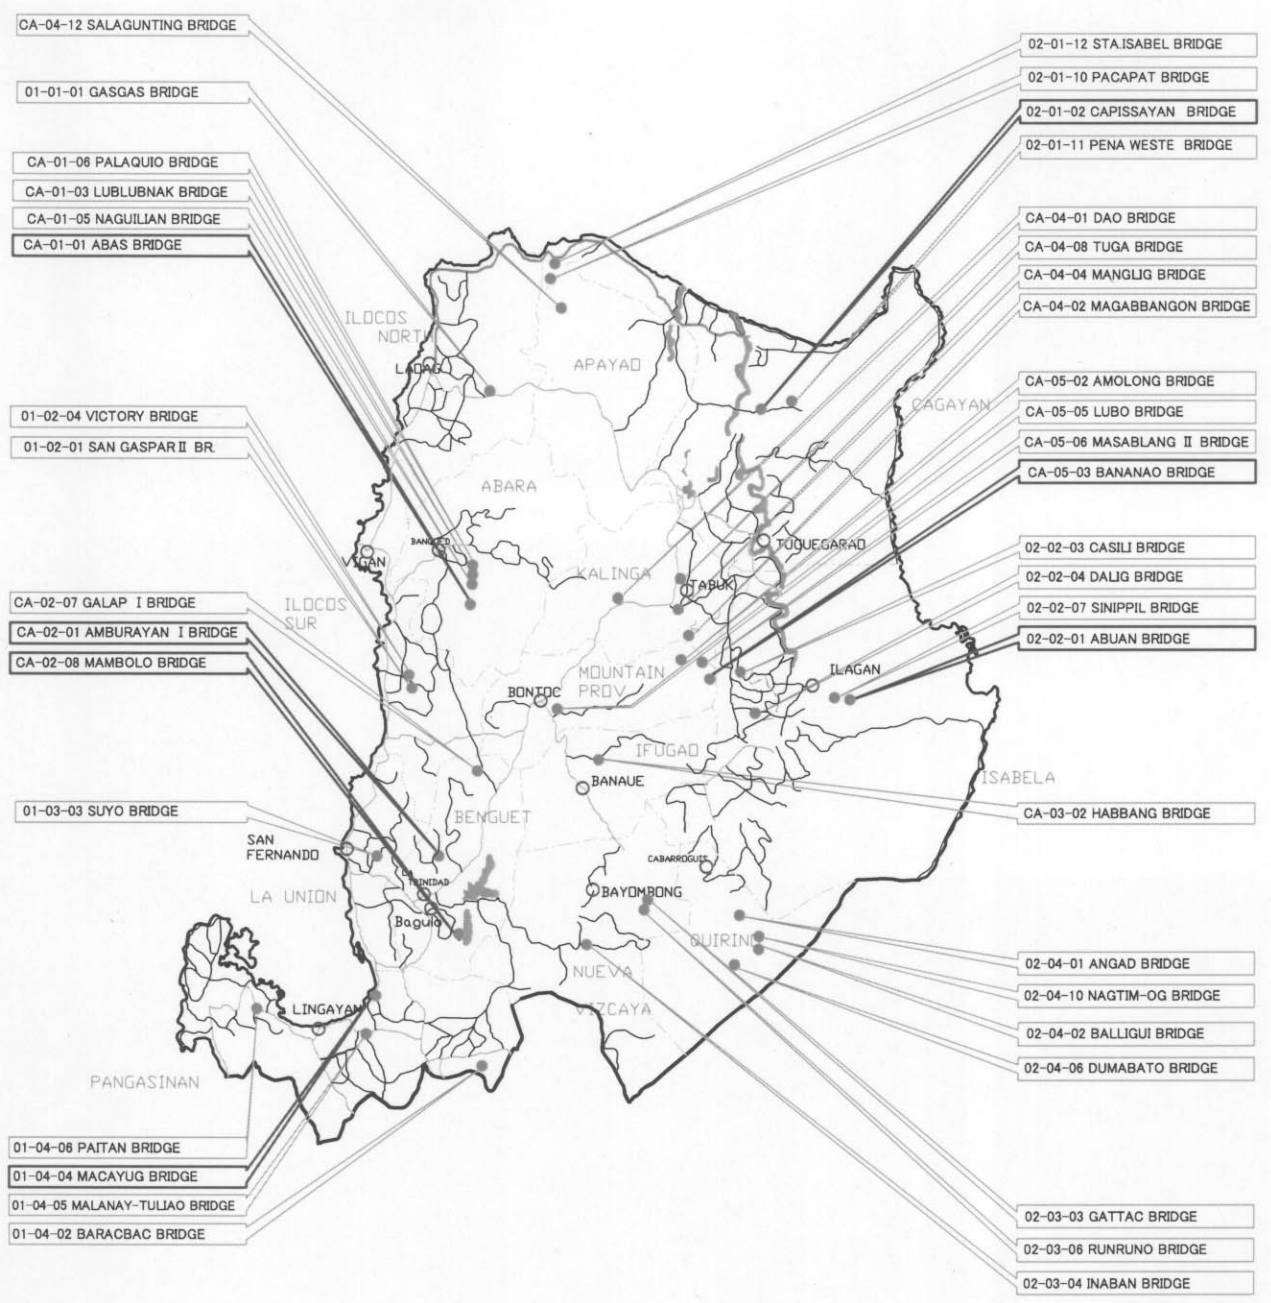 CA-04-12 SALAGUNTING BRIDGE
01-01-01 GASGAS BRIDGE
CA-01-06 PALAQUIO BRIDGE
CA-01-03 LUBLUBNAK BRIDGE
CA-01-05 NAGUILIAN BRIDGE
CA-01-01 ABAS BRIDGE
01-02-04 VICTORY BRIDGE
01-02-01 SAN GASPAR II BR.
CA-02-07 GALAP I BRIDGE
CA-02-01 AMBURAYAN I BRIDGE
CA-02-08 MAMBOLO BRIDGE
01-03-03 SUYO BRIDGE
01-04-06 PAITAN BRIDGE
01-04-04 MACAYUG BRIDGE
01-04-05 MALANAY-TULIAO BRIDGE
01-04-02 BARACBAC BRIDGE
ILOCOS
NORTH
LAOAG
APAYAO
CAGAYAN
ABARA
BANGUED
VIGAN
TUGUEGARAO
KALINGA
TABUK
ILOCOS
SUR
MOUNTAIN
PROV
BONTOC
ILAGAN
IFUGAO
BANAUE
ISABELA
BENGUET
SAN
FERNANDO
LA
TRINIDAD
CABARROGUIS
LA UNION
BAYOMBONG
Baguio
QUIRINO
NUEVA
VIZCAYA
LINGAYAN
PANGASINAN
02-01-12 STA.ISABEL BRIDGE
02-01-10 PACAPAT BRIDGE
02-01-02 CAPISSAYAN BRIDGE
02-01-11 PENA WESTE BRIDGE
CA-04-01 DAO BRIDGE
CA-04-08 TUGA BRIDGE
CA-04-04 MANGLIG BRIDGE
CA-04-02 MAGABBANGON BRIDGE
CA-05-02 AMOLONG BRIDGE
CA-05-05 LUBO BRIDGE
CA-05-06 MASABLANG II BRIDGE
CA-05-03 BANANAO BRIDGE
02-02-03 CASILI BRIDGE
02-02-04 DALIG BRIDGE
02-02-07 SINIPPIL BRIDGE
02-02-01 ABUAN BRIDGE
CA-03-02 HABBANG BRIDGE
02-04-01 ANGAD BRIDGE
02-04-10 NAGTIM-OG BRIDGE
02-04-02 BALLIGUI BRIDGE
02-04-06 DUMABATO BRIDGE
02-03-03 GATTAC BRIDGE
02-03-06 RUNRUNO BRIDGE
02-03-04 INABAN BRIDGE